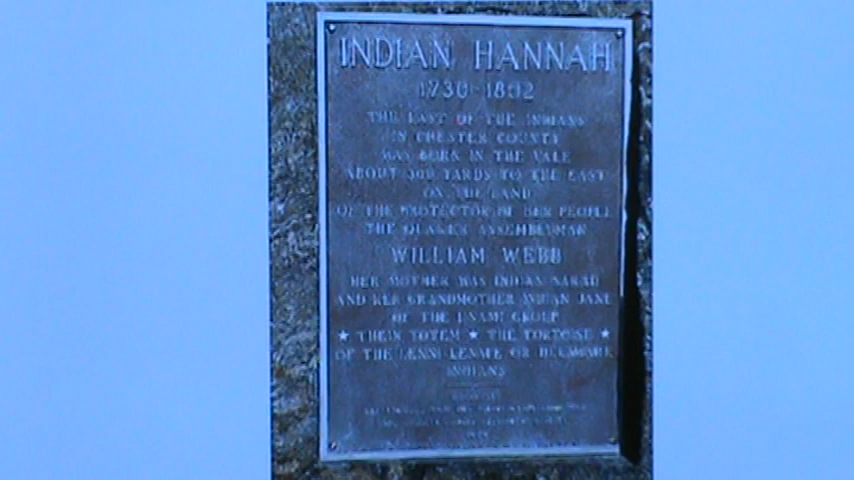 INDIAN HANNAH
1730-1802
THE LAST OF THE INDIANS
IN CHESTER COUNTY
WAS BORN IN THE VALE
ABOUT 300 YARDS TO THE EAST
ON THE LAND
OF THE PROTECTOR OF HER PEOPLE
THE QUAKER ASSEMBLYMAN
WILLIAM WEBB
HER MOTHER WAS INDIAN SARAH
AND HER GRANDMOTHER INDIAN JANE
OF THE UNAMI GROUP
★ THEIR TOTEM ★ THE TORTOISE ★
OF THE LENNI-LENAPE OR DELAWARE
INDIANS